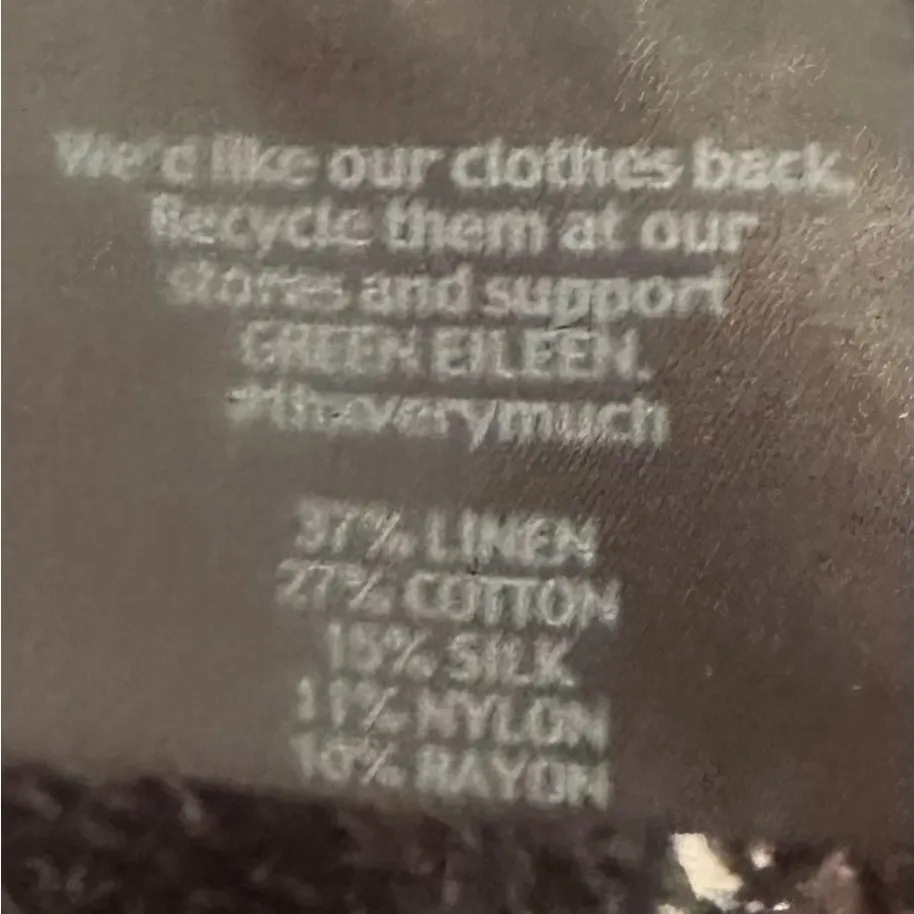 We'd like our clothes back.
Recycle them at our
stores and support
GREEN EILEEN.
#thxverymuch
37% LINEN
27% COTTON
15% SILK
11% NYLON
10% RAYON